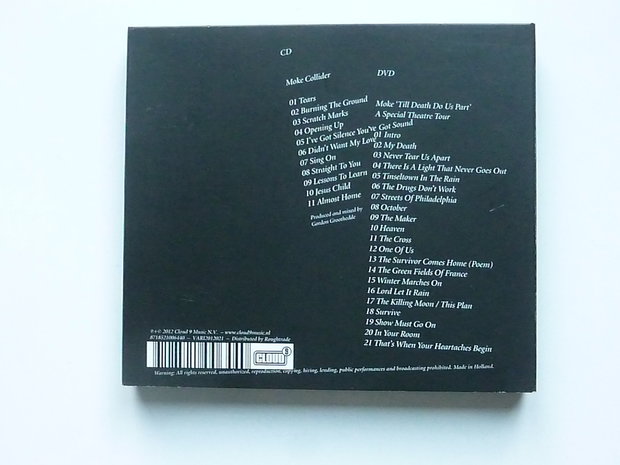 CD
Moke Collider
01 Tears
02 Burning The Ground
03 Scratch Marks
04 Opening Up
05 I've Got Silence You've Got Sound
06 Didn't Want My Love
07 Sing On
08 Straight To You
09 Lessons To Learn
10 Jesus Child
11 Almost Home
Produced and mixed by
Gordon Groothedde
DVD
Moke 'Till Death Do Us Part'
A Special Theatre Tour
01 Intro
02 My Death
03 Never Tear Us Apart
04 There Is A Light That Never Goes Out
05 Tinseltown In The Rain
06 The Drugs Don't Work
07 Streets Of Philadelphia
08 October
09 The Maker
10 Heaven
11 The Cross
12 One Of Us
13 The Survivor Comes Home (Poem)
14 The Green Fields Of France
15 Winter Marches On
16 Lord Let It Rain
17 The Killing Moon / This Plan
18 Survive
19 Show Must Go On
20 In Your Room
21 That's When Your Heartaches Begin
℗+© 2012 Cloud 9 Music N.V. – www.cloud9music.nl
8718521006440 – VARI2012021 – Distributed by Roughtrade
cloud 9
Warning: All rights reserved, unauthorized, reproduction, copying, hiring, lending, public performances and broadcasting prohibited. Made in Holland.